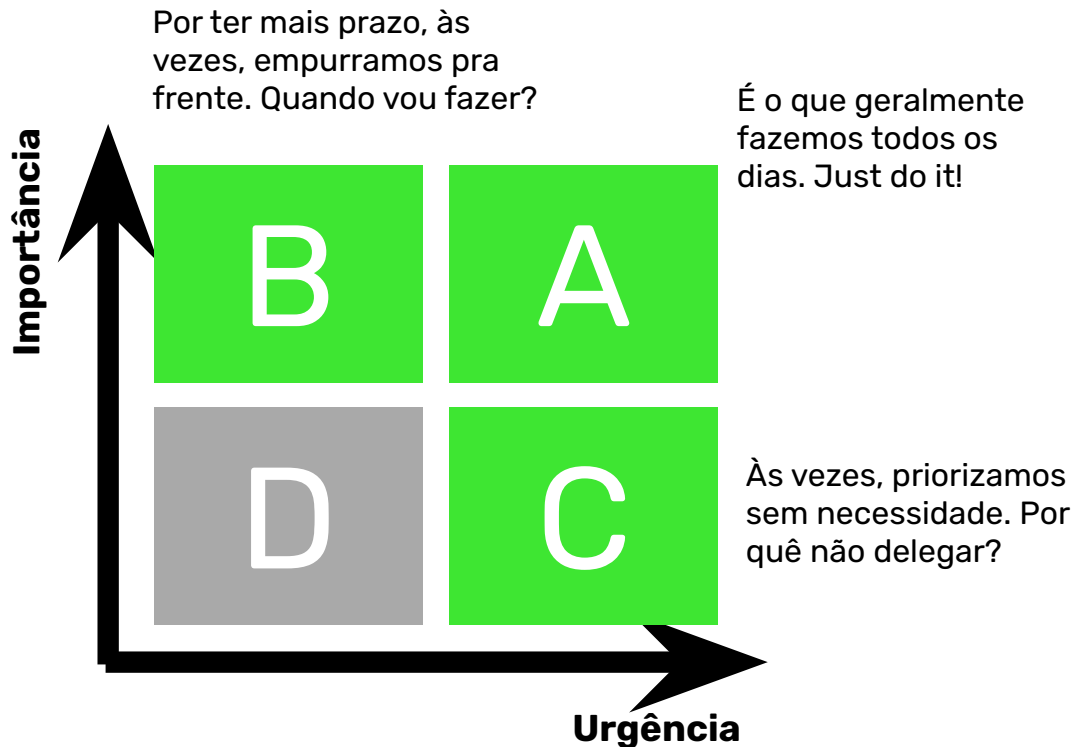 Por ter mais prazo, às
vezes, empurramos pra
frente. Quando vou fazer?
É o que geralmente
fazemos todos os
dias. Just do it!
Importância
B
A
D
C
Às vezes, priorizamos
sem necessidade. Por
quê não delegar?
Urgência